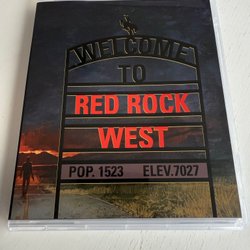 WELCOME
TO
RED ROCK
WEST
POP. 1523 ELEV. 7027